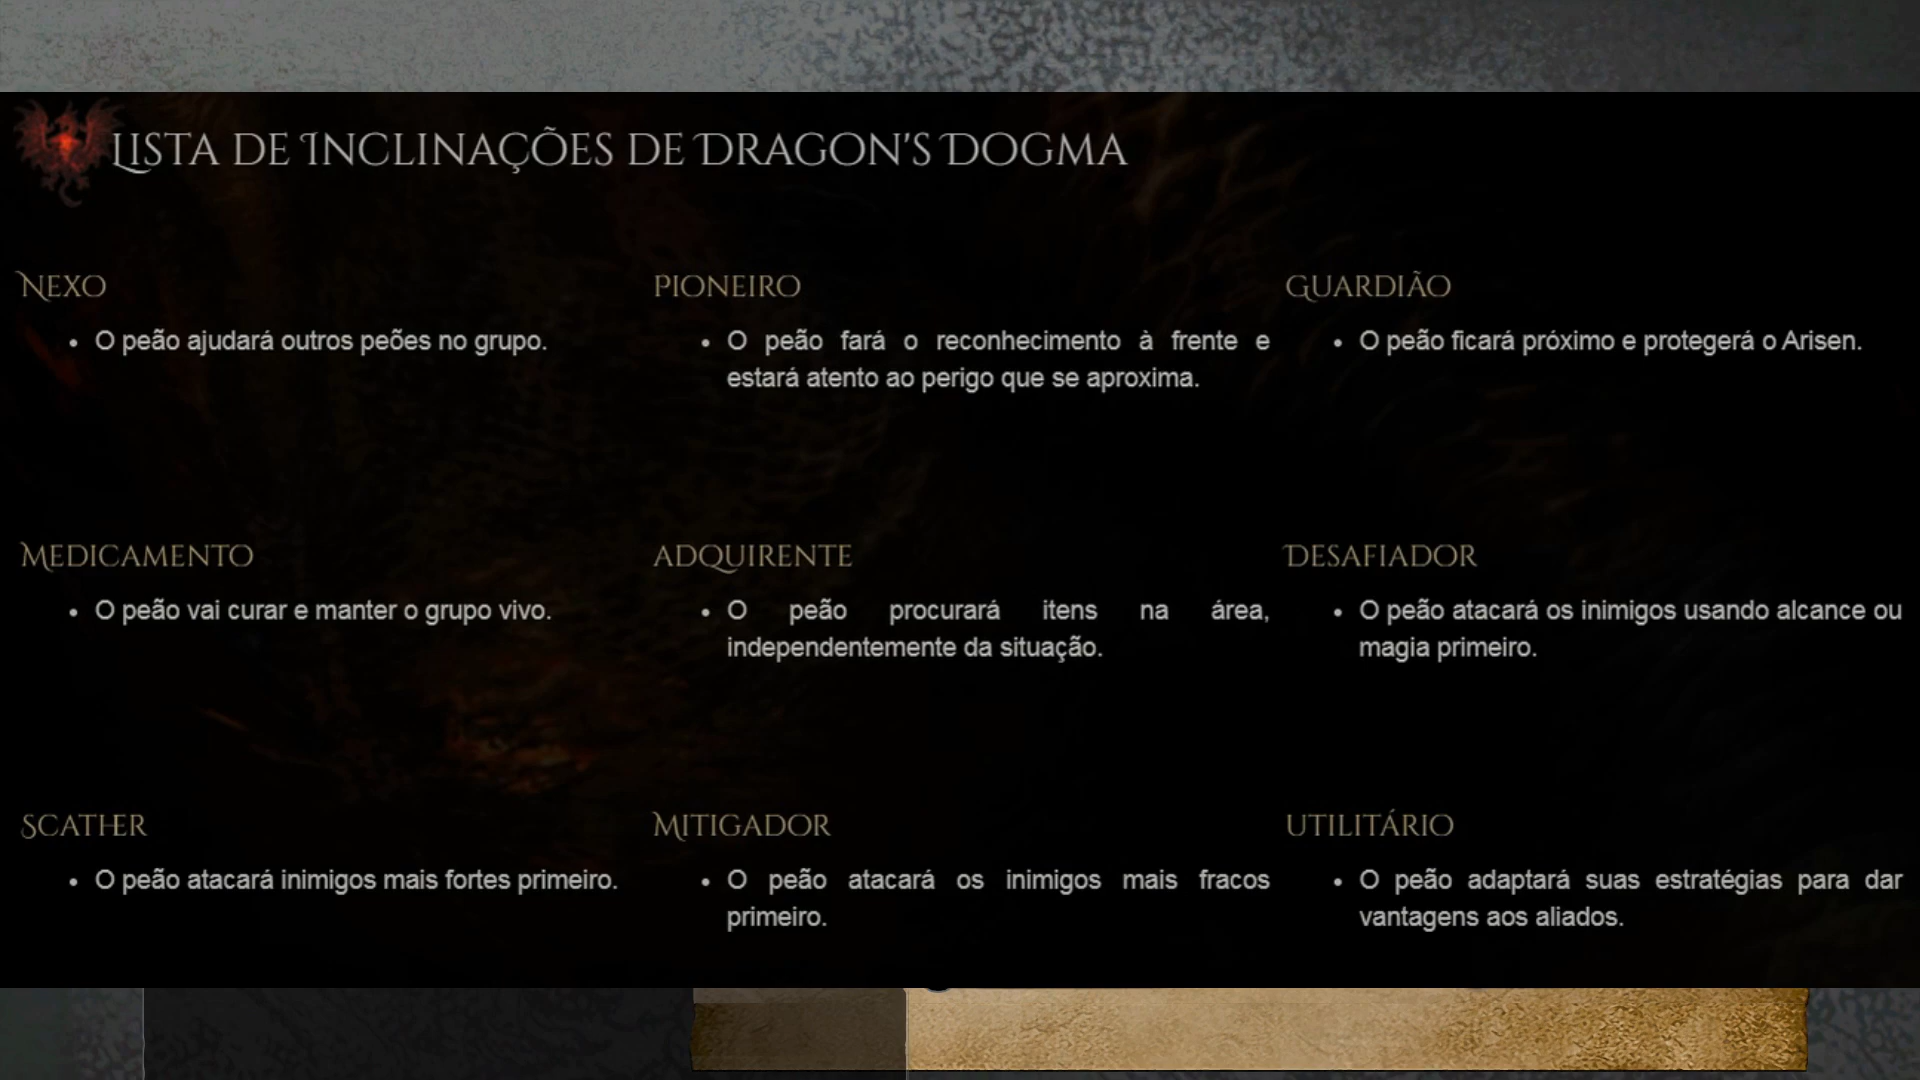 Lista de Inclinações de Dragon's Dogma
Nexo
• O peão ajudará outros peões no grupo.
Pioneiro
• O peão fará o reconhecimento à frente e
estará atento ao perigo que se aproxima.
Guardião
• O peão ficará próximo e protegerá o Arisen.
Medicamento
• O peão vai curar e manter o grupo vivo.
adquirente
• O peão procurará itens na área,
independentemente da situação.
Desafiador
• O peão atacará os inimigos usando alcance ou
magia primeiro.
Scather
• O peão atacará inimigos mais fortes primeiro.
Mitigador
• O peão atacará os inimigos mais fracos
primeiro.
utilitário
• O peão adaptará suas estratégias para dar
vantagens aos aliados.